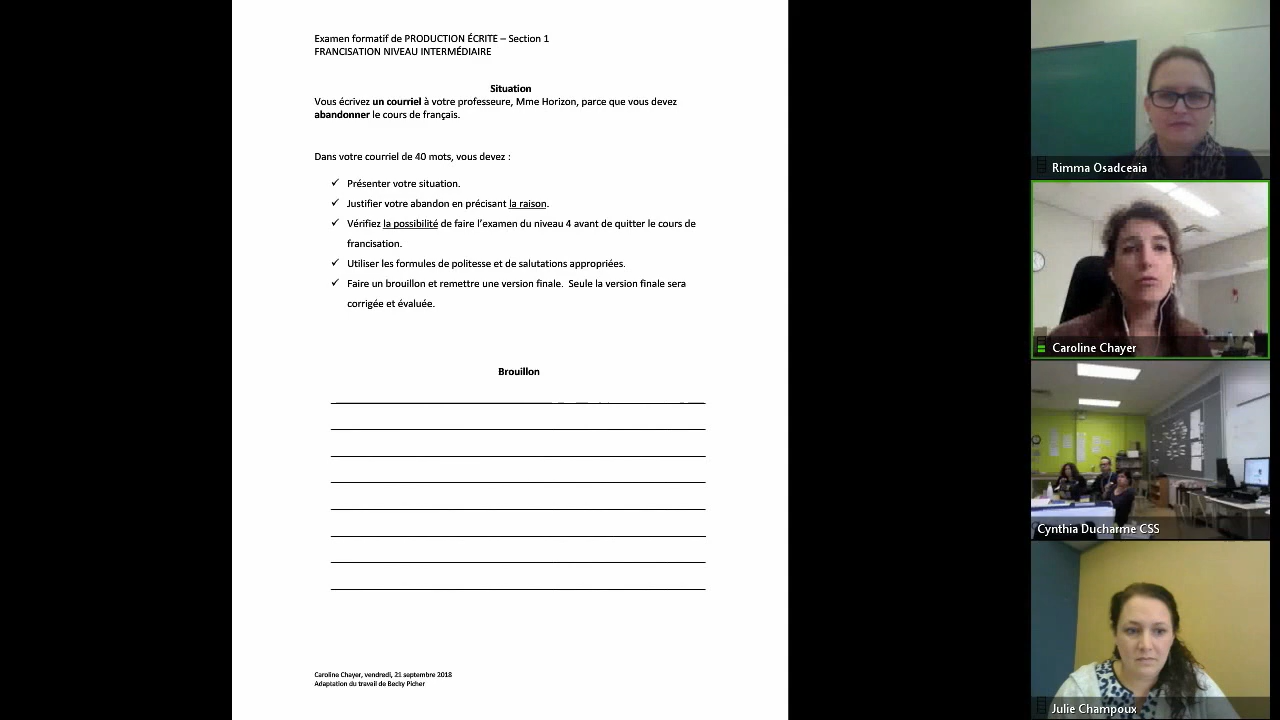 Examen formatif de PRODUCTION ÉCRITE – Section 1
FRANCISATION NIVEAU INTERMÉDIAIRE
Situation
Vous écrivez un courriel à votre professeure, Mme Horizon, parce que vous devez
abandonner le cours de français.
Dans votre courriel de 40 mots, vous devez :
✓ Présenter votre situation.
✓ Justifier votre abandon en précisant la raison.
✓ Vérifiez la possibilité de faire l'examen du niveau 4 avant de quitter le cours de
francisation.
✓ Utiliser les formules de politesse et de salutations appropriées.
✓ Faire un brouillon et remettre une version finale. Seule la version finale sera
corrigée et évaluée.
Brouillon
Caroline Chayer, vendredi, 21 septembre 2018
Adaptation du travail de Becky Picher
Rimma Osadceaia
Caroline Chayer
Cynthia Ducharme CSS
Julie Champoux